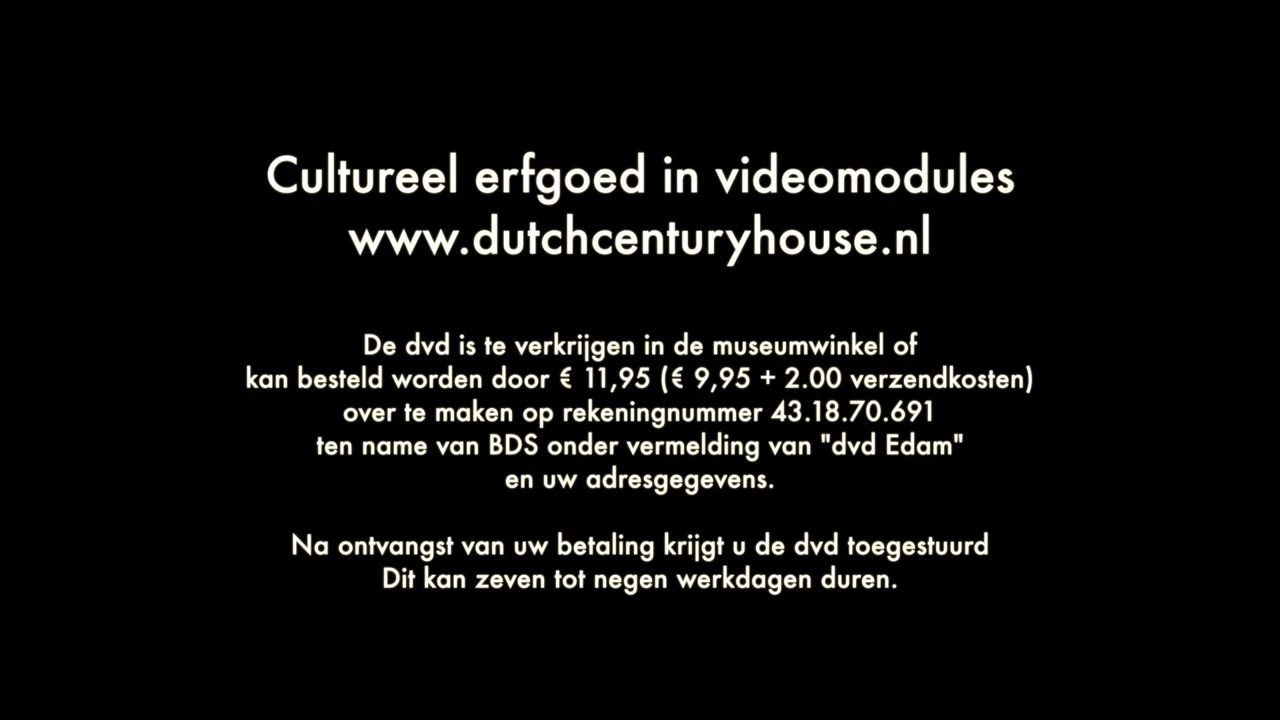 Cultureel erfgoed in videomodules
www.dutchcenturyhouse.nl
De dvd is te verkrijgen in de museumwinkel of
kan besteld worden door € 11,95 (€ 9,95 + 2.00 verzendkosten)
over te maken op rekeningnummer 43.18.70.691
ten name van BDS onder vermelding van "dvd Edam"
en uw adresgegevens.
Na ontvangst van uw betaling krijgt u de dvd toegestuurd
Dit kan zeven tot negen werkdagen duren.